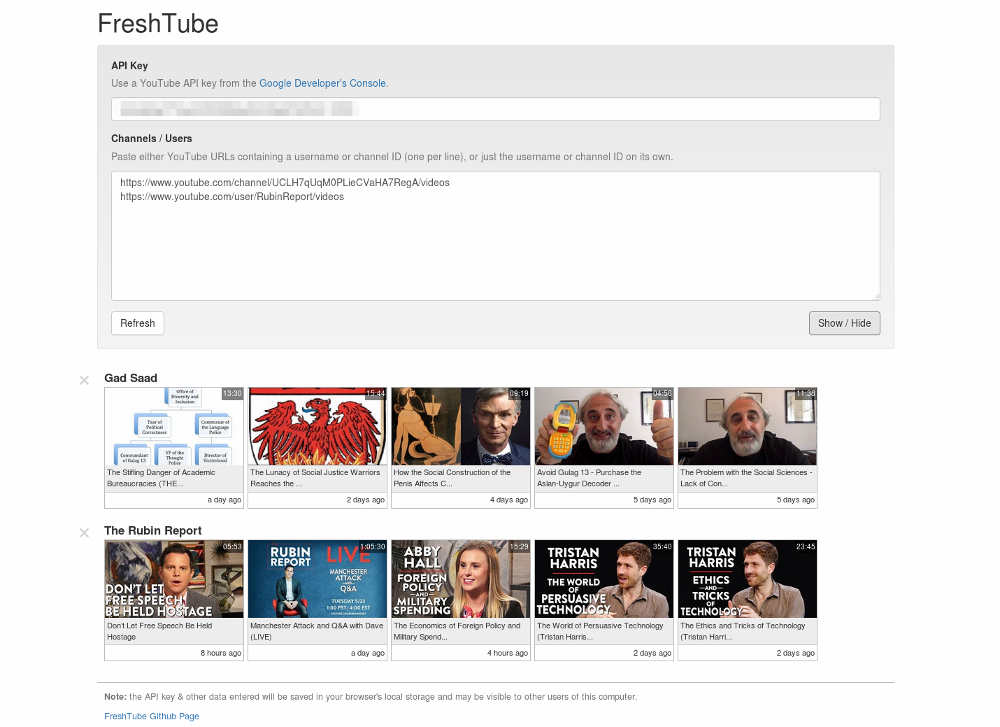 FreshTube
API Key
Use a YouTube API key from the Google Developer's Console.
Channels / Users
Paste either YouTube URLs containing a username or channel ID (one per line), or just the username or channel ID on its own.
https://www.youtube.com/channel/UCLH7qUqM0PLieCVaHA7RegA/videos
https://www.youtube.com/user/RubinReport/videos
Refresh
Show / Hide
Gad Saad
Office of
Diversity and
Inclusion
Tsar of
Political
Correctness
Commissar of
the Language
Police
Commandant
of Gulag 13
VP of the
Thought
Police
Director of
13:30
15:44
09:19
04:56
11:38
The Stifling Danger of Academic
Bureaucracies (THE...
a day ago
The Lunacy of Social Justice Warriors
Reaches the ...
2 days ago
How the Social Construction of the
Penis Affects C...
4 days ago
Avoid Gulag 13 - Purchase the
Asian-Uygur Decoder ...
5 days ago
The Problem with the Social Sciences -
Lack of Con...
5 days ago
The Rubin Report
05:53
DON'T LET
FREE SPEECH
BE HELD HOSTAGE
Don't Let Free Speech Be Held
Hostage
8 hours ago
1:05:30
RUBIN
REPORT
LIVE
MANCHESTER
ATTACK
AND
Q&A
TUESDAY 5/23
1:00 PST/ 4:00 EST
Manchester Attack and Q&A with Dave
(LIVE)
a day ago
15:29
ABBY
HALL
FOREIGN
POLICY
AND
MILITARY
SPENDING
The Economics of Foreign Policy and
Military Spend...
4 hours ago
35:40
TRISTAN
HARRIS
THE WORLD
OF
PERSUASIVE
TECHNOLOGY
The World of Persuasive Technology
(Tristan Harris...
2 days ago
23:45
TRISTAN
HARRIS
ETHICS
AND
TRICKS OF
TECHNOLOGY
The Ethics and Tricks of Technology
(Tristan Harri...
2 days ago
Note: the API key & other data entered will be saved in your browser's local storage and may be visible to other users of this computer.
FreshTube Github Page